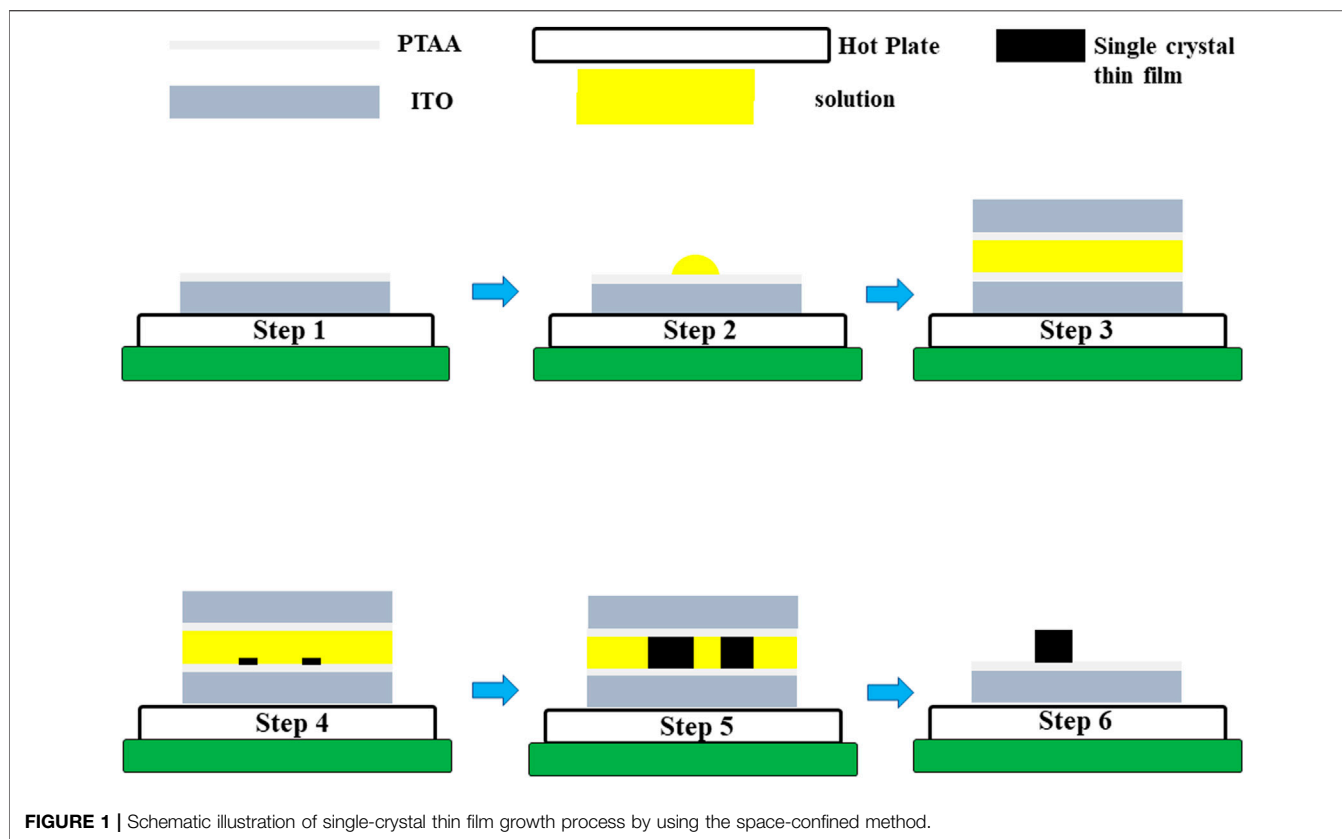 PTAA
Hot Plate
Single crystal
thin film
ITO
solution
Step 1
Step 2
Step 3
Step 4
Step 5
Step 6
FIGURE 1 | Schematic illustration of single-crystal thin film growth process by using the space-confined method.